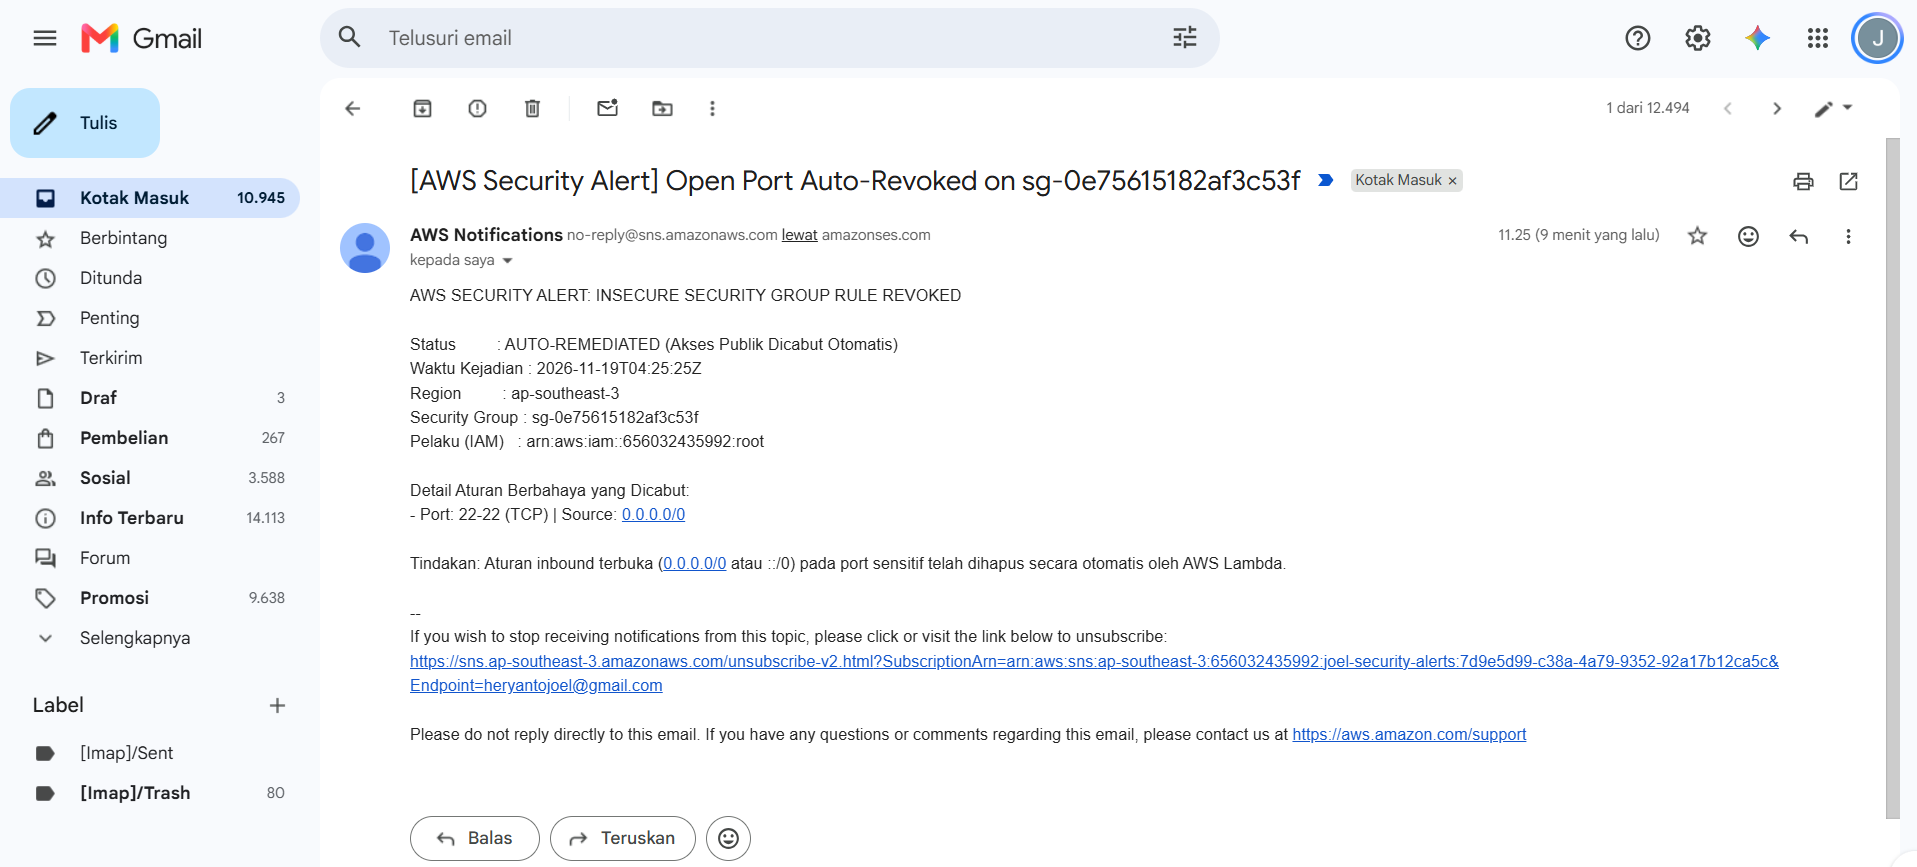 Gmail
Telusuri email
J
Tulis
1 dari 12.494
Kotak Masuk 10.945
Berbintang
Ditunda
Penting
Terkirim
Draf 3
Pembelian 267
Sosial 3.588
Info Terbaru 14.113
Forum
Promosi 9.638
Selengkapnya
Label
[Imap]/Sent
[Imap]/Trash 80
[AWS Security Alert] Open Port Auto-Revoked on sg-0e75615182af3c53f Kotak Masuk ×
AWS Notifications no-reply@sns.amazonaws.com lewat amazonses.com 11.25 (9 menit yang lalu)
kepada saya
AWS SECURITY ALERT: INSECURE SECURITY GROUP RULE REVOKED
Status : AUTO-REMEDIATED (Akses Publik Dicabut Otomatis)
Waktu Kejadian : 2026-11-19T04:25:25Z
Region : ap-southeast-3
Security Group : sg-0e75615182af3c53f
Pelaku (IAM) : arn:aws:iam::656032435992:root
Detail Aturan Berbahaya yang Dicabut:
- Port: 22-22 (TCP) | Source: 0.0.0.0/0
Tindakan: Aturan inbound terbuka (0.0.0.0/0 atau ::/0) pada port sensitif telah dihapus secara otomatis oleh AWS Lambda.
--
If you wish to stop receiving notifications from this topic, please click or visit the link below to unsubscribe:
https://sns.ap-southeast-3.amazonaws.com/unsubscribe-v2.html?SubscriptionArn=arn:aws:sns:ap-southeast-3:656032435992:joel-security-alerts:7d9e5d99-c38a-4a79-9352-92a17b12ca5c&
Endpoint=heryantojoel@gmail.com
Please do not reply directly to this email. If you have any questions or comments regarding this email, please contact us at https://aws.amazon.com/support
Balas
Teruskan